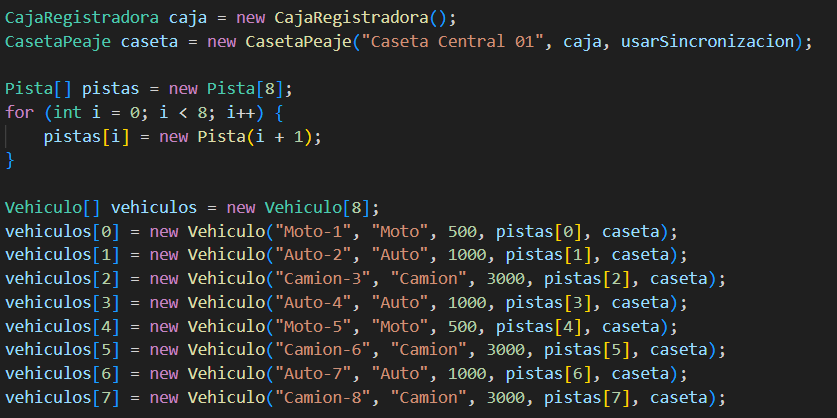 CajaRegistradora caja = new CajaRegistradora();
CasetaPeaje caseta = new CasetaPeaje("Caseta Central 01", caja, usarSincronizacion);

Pista[] pistas = new Pista[8];
for (int i = 0; i < 8; i++) {
    pistas[i] = new Pista(i + 1);
}

Vehiculo[] vehiculos = new Vehiculo[8];
vehiculos[0] = new Vehiculo("Moto-1", "Moto", 500, pistas[0], caseta);
vehiculos[1] = new Vehiculo("Auto-2", "Auto", 1000, pistas[1], caseta);
vehiculos[2] = new Vehiculo("Camion-3", "Camion", 3000, pistas[2], caseta);
vehiculos[3] = new Vehiculo("Auto-4", "Auto", 1000, pistas[3], caseta);
vehiculos[4] = new Vehiculo("Moto-5", "Moto", 500, pistas[4], caseta);
vehiculos[5] = new Vehiculo("Camion-6", "Camion", 3000, pistas[5], caseta);
vehiculos[6] = new Vehiculo("Auto-7", "Auto", 1000, pistas[6], caseta);
vehiculos[7] = new Vehiculo("Camion-8", "Camion", 3000, pistas[7], caseta);